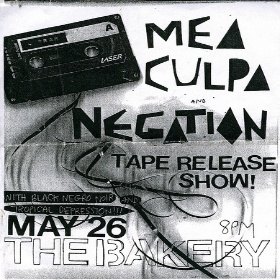 A
LASER
MEA
CULPA
AND
NEGATION
TAPE RELEASE
SHOW!
WITH BLACK NEGRO NOIR AND
TROPICAL DEPRESSION!!!
MAY 26
8PM
THE BAKERY